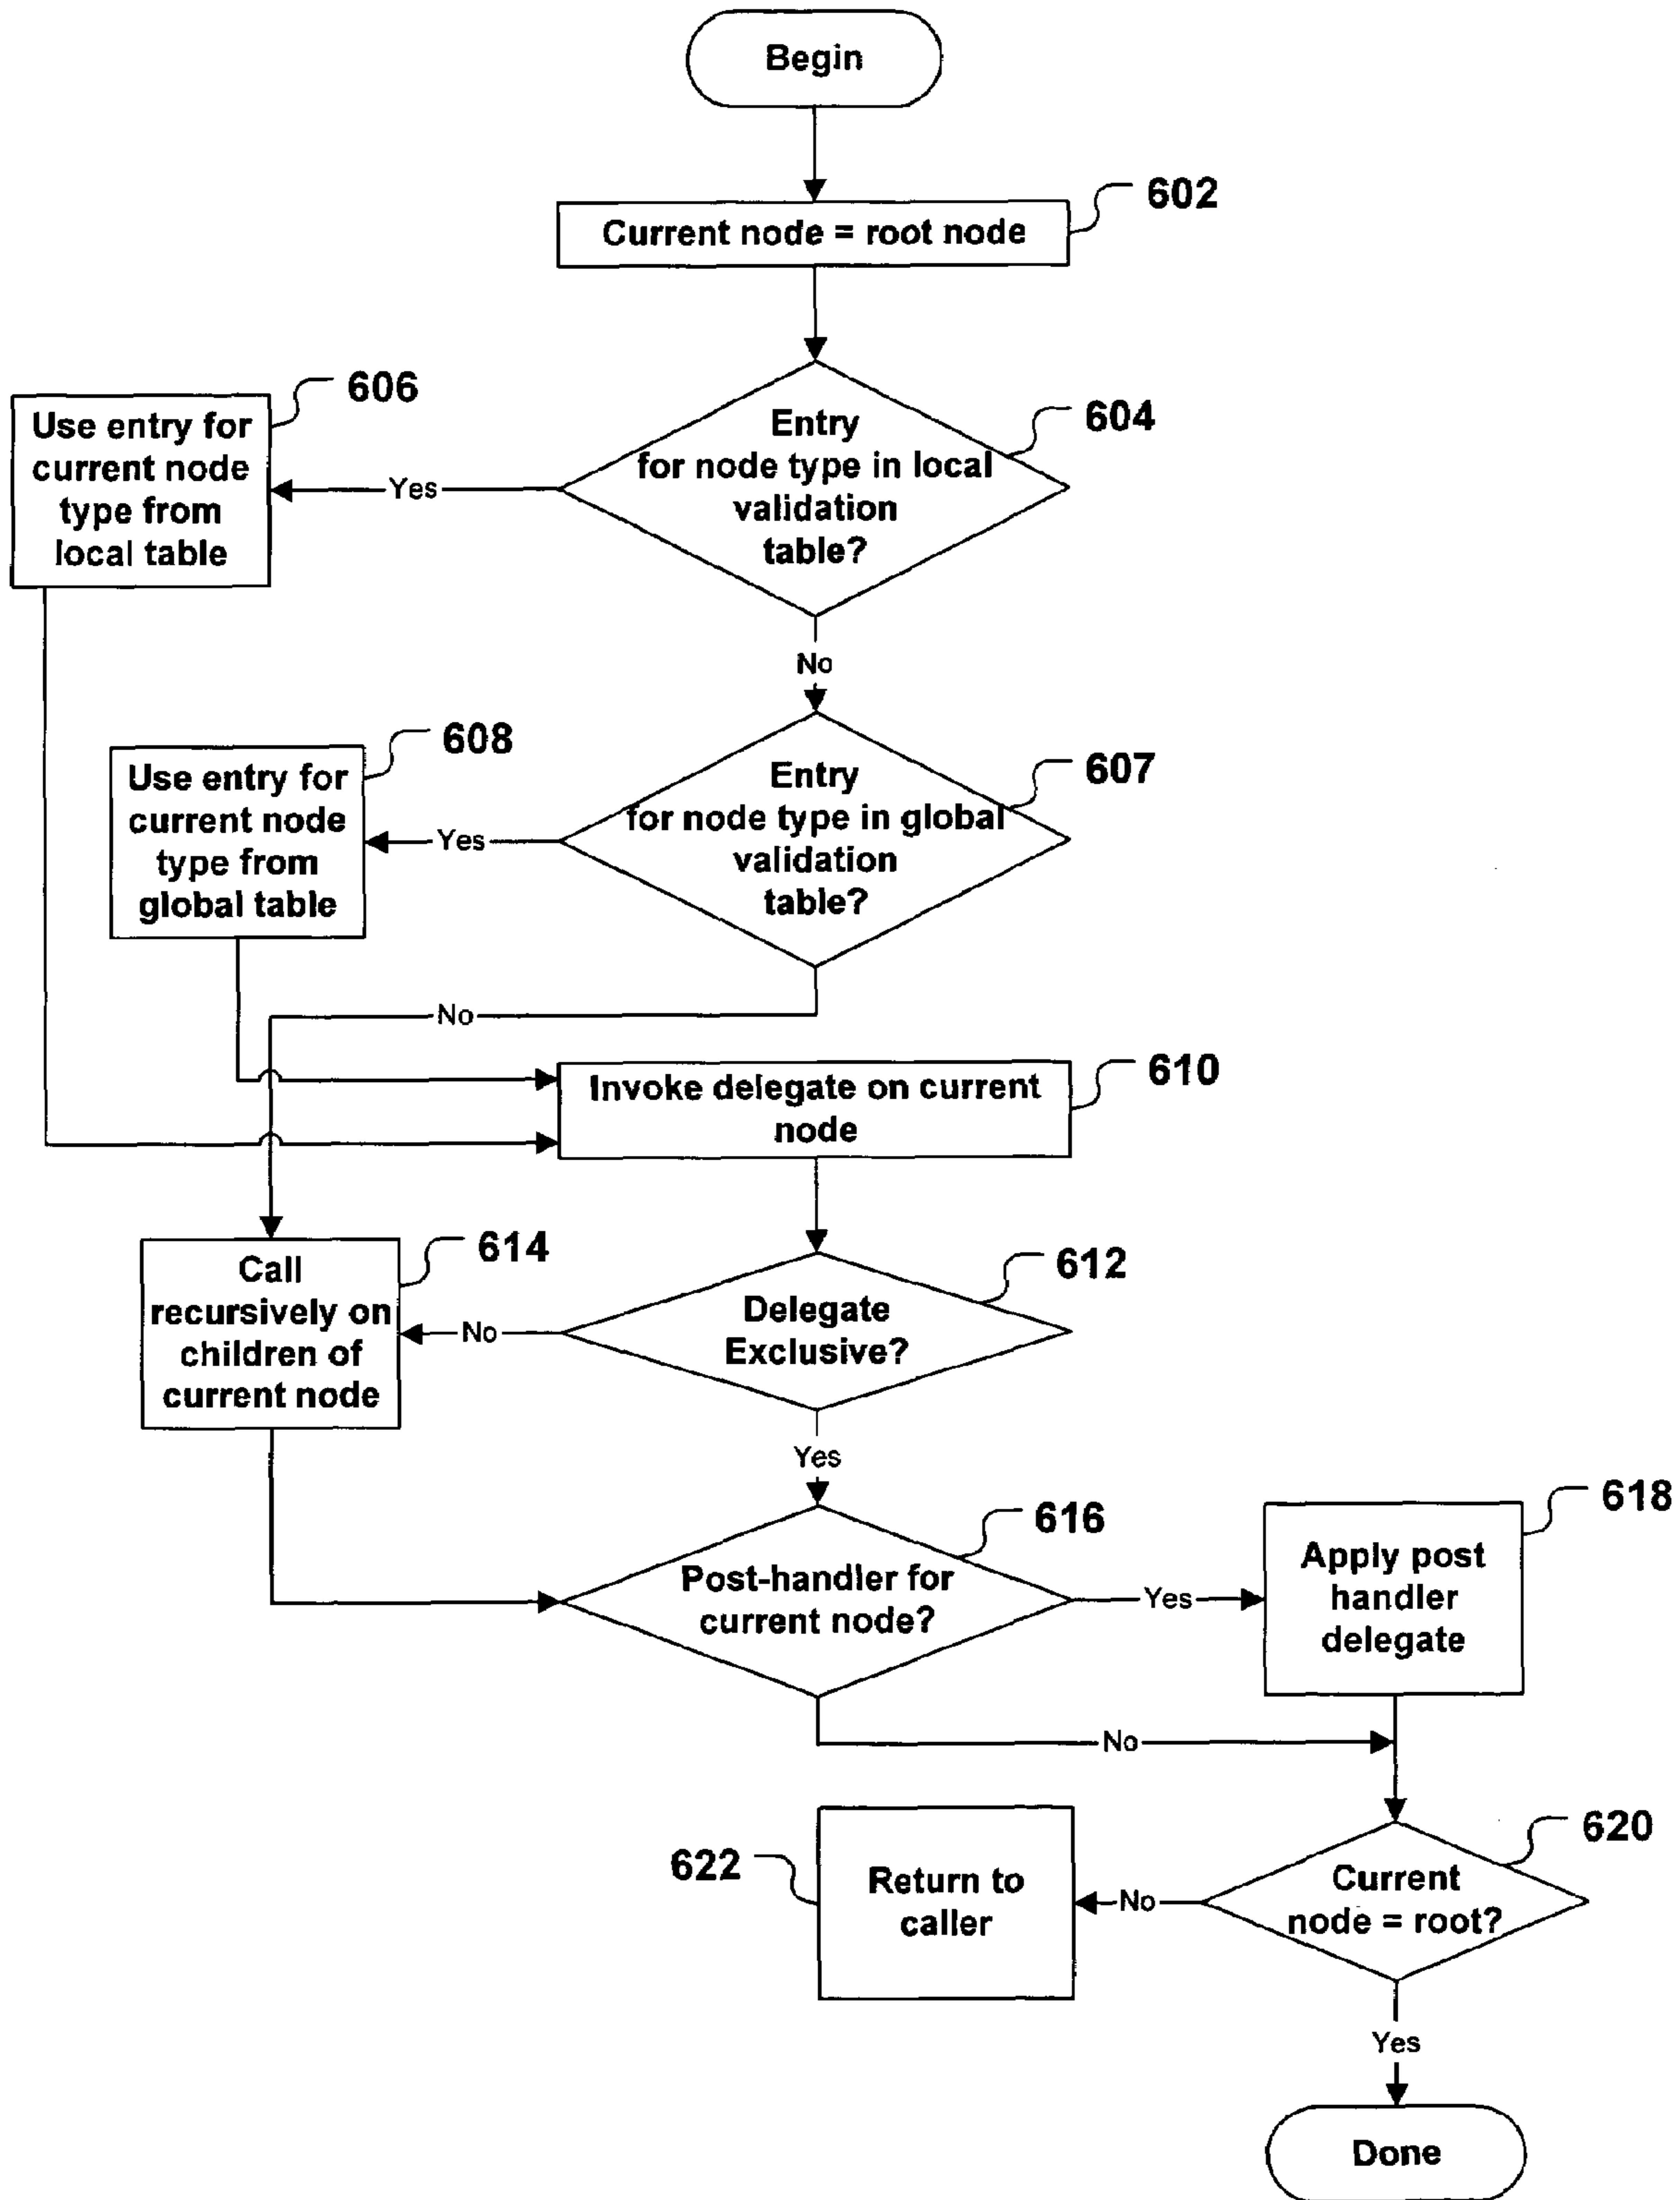 Begin
602
Current node = root node
606
Use entry for
current node
type from
local table
604
Entry
for node type in local
validation
table?
Yes
No
608
Use entry for
current node
type from
global table
607
Entry
for node type in global
validation
table?
Yes
No
610
Invoke delegate on current
node
614
Call
recursively on
children of
current node
612
Delegate
Exclusive?
No
Yes
616
Post-handler for
current node?
Yes
618
Apply post
handler
delegate
No
620
Current
node = root?
No
622
Return to
caller
Yes
Done